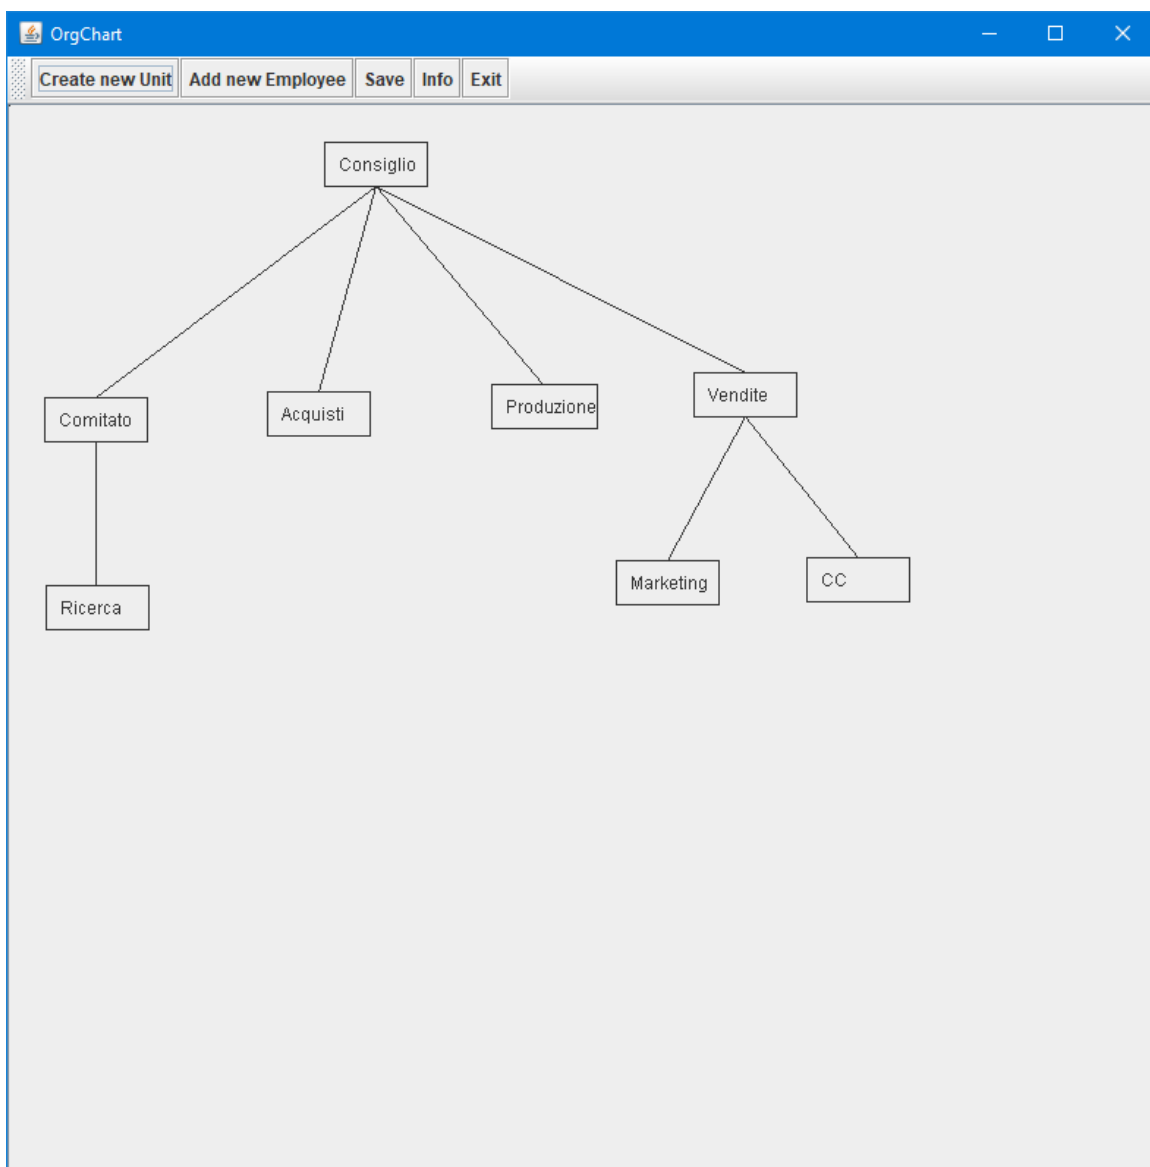 OrgChart
Create new Unit Add new Employee Save Info Exit
Consiglio
Comitato Acquisti Produzione Vendite
Ricerca Marketing CC